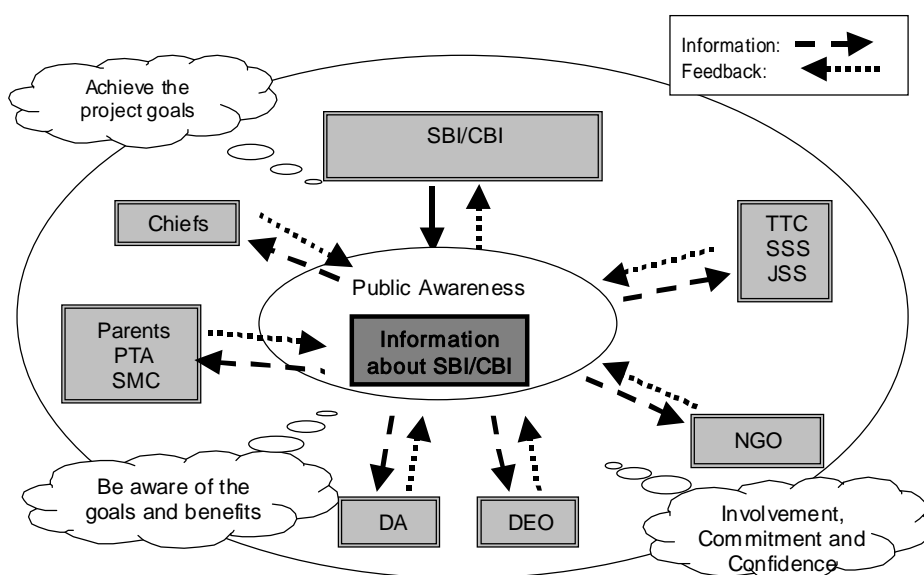 Information:
Feedback:
Achieve the
project goals
SBI/CBI
Chiefs
TTC
SSS
JSS
Public Awareness
Information
about SBI/CBI
Parents
PTA
SMC
NGO
Be aware of the
goals and benefits
DA
DEO
Involvement,
Commitment and
Confidence